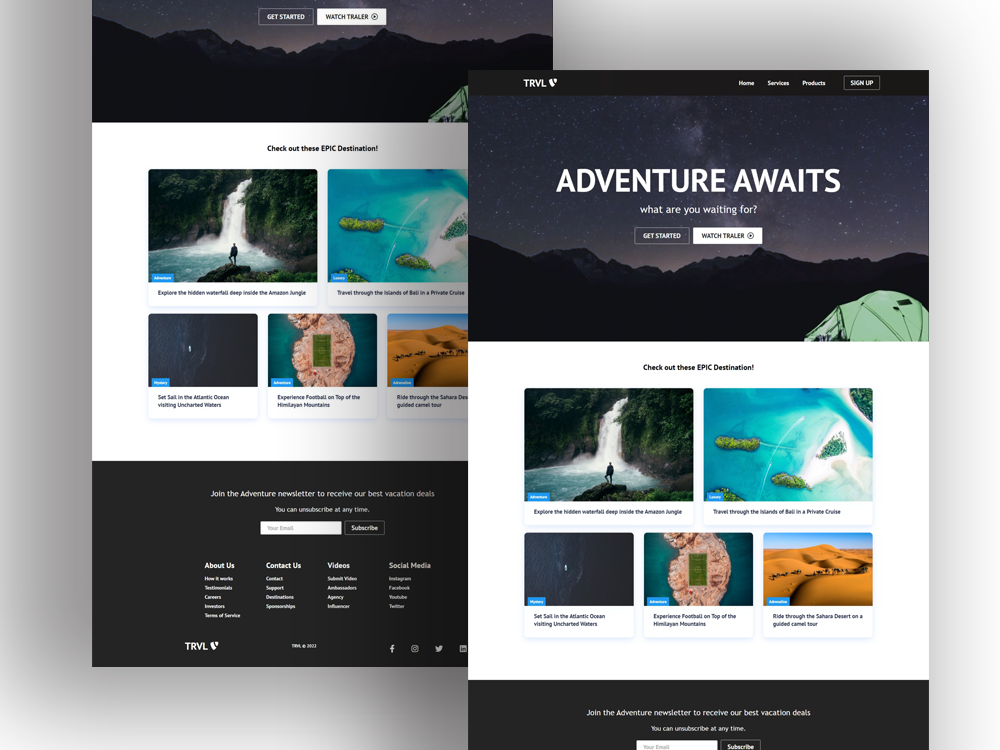 GET STARTED
WATCH TRALER
Check out these EPIC Destination!
Adventure
Luxury
Explore the hidden waterfall deep inside the Amazon Jungle
Travel through the Islands of Bali in a Private Cruise
Mystery
Adventure
Adrenaline
Set Sail in the Atlantic Ocean
visiting Uncharted Waters
Experience Football on Top of the
Himilayan Mountains
Ride through the Sahara Des
guided camel tour
Join the Adventure newsletter to receive our best vacation deals
You can unsubscribe at any time.
Your Email
Subscribe
About Us
How it works
Testimonials
Careers
Investors
Terms of Service
Contact Us
Contact
Support
Destinations
Sponsorships
Videos
Submit Video
Ambassadors
Agency
Influencer
Social Media
Instagram
Facebook
Youtube
Twitter
TRVL
TRVL © 2022
TRVL
Home
Services
Products
SIGN UP
ADVENTURE AWAITS
what are you waiting for?
GET STARTED
WATCH TRALER
Check out these EPIC Destination!
Adventure
Luxury
Explore the hidden waterfall deep inside the Amazon Jungle
Travel through the Islands of Bali in a Private Cruise
Mystery
Adventure
Adrenaline
Set Sail in the Atlantic Ocean
visiting Uncharted Waters
Experience Football on Top of the
Himilayan Mountains
Ride through the Sahara Desert on a
guided camel tour
Join the Adventure newsletter to receive our best vacation deals
You can unsubscribe at any time.
Your Email
Subscribe